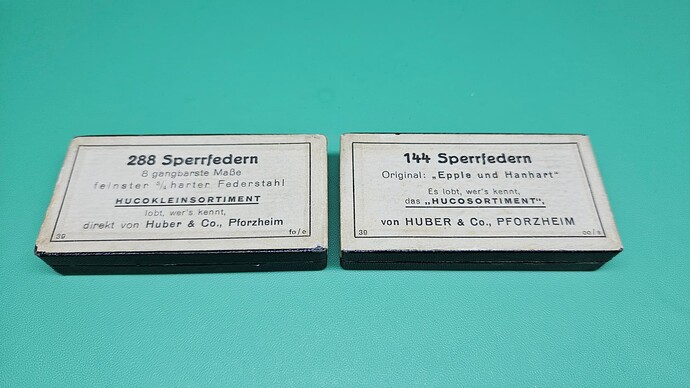 288 Sperrfedern
8 gangbarste Maße
feinster ³/₄ harter Federstahl
HUCOKLEINSORTIMENT
lobt, wer's kennt,
direkt von Huber & Co., Pforzheim
39
fo/e
144 Sperrfedern
Original: „Epple und Hanhart"
Es lobt, wer's kennt,
das „HUCOSORTIMENT",
von HUBER & Co., PFORZHEIM
39